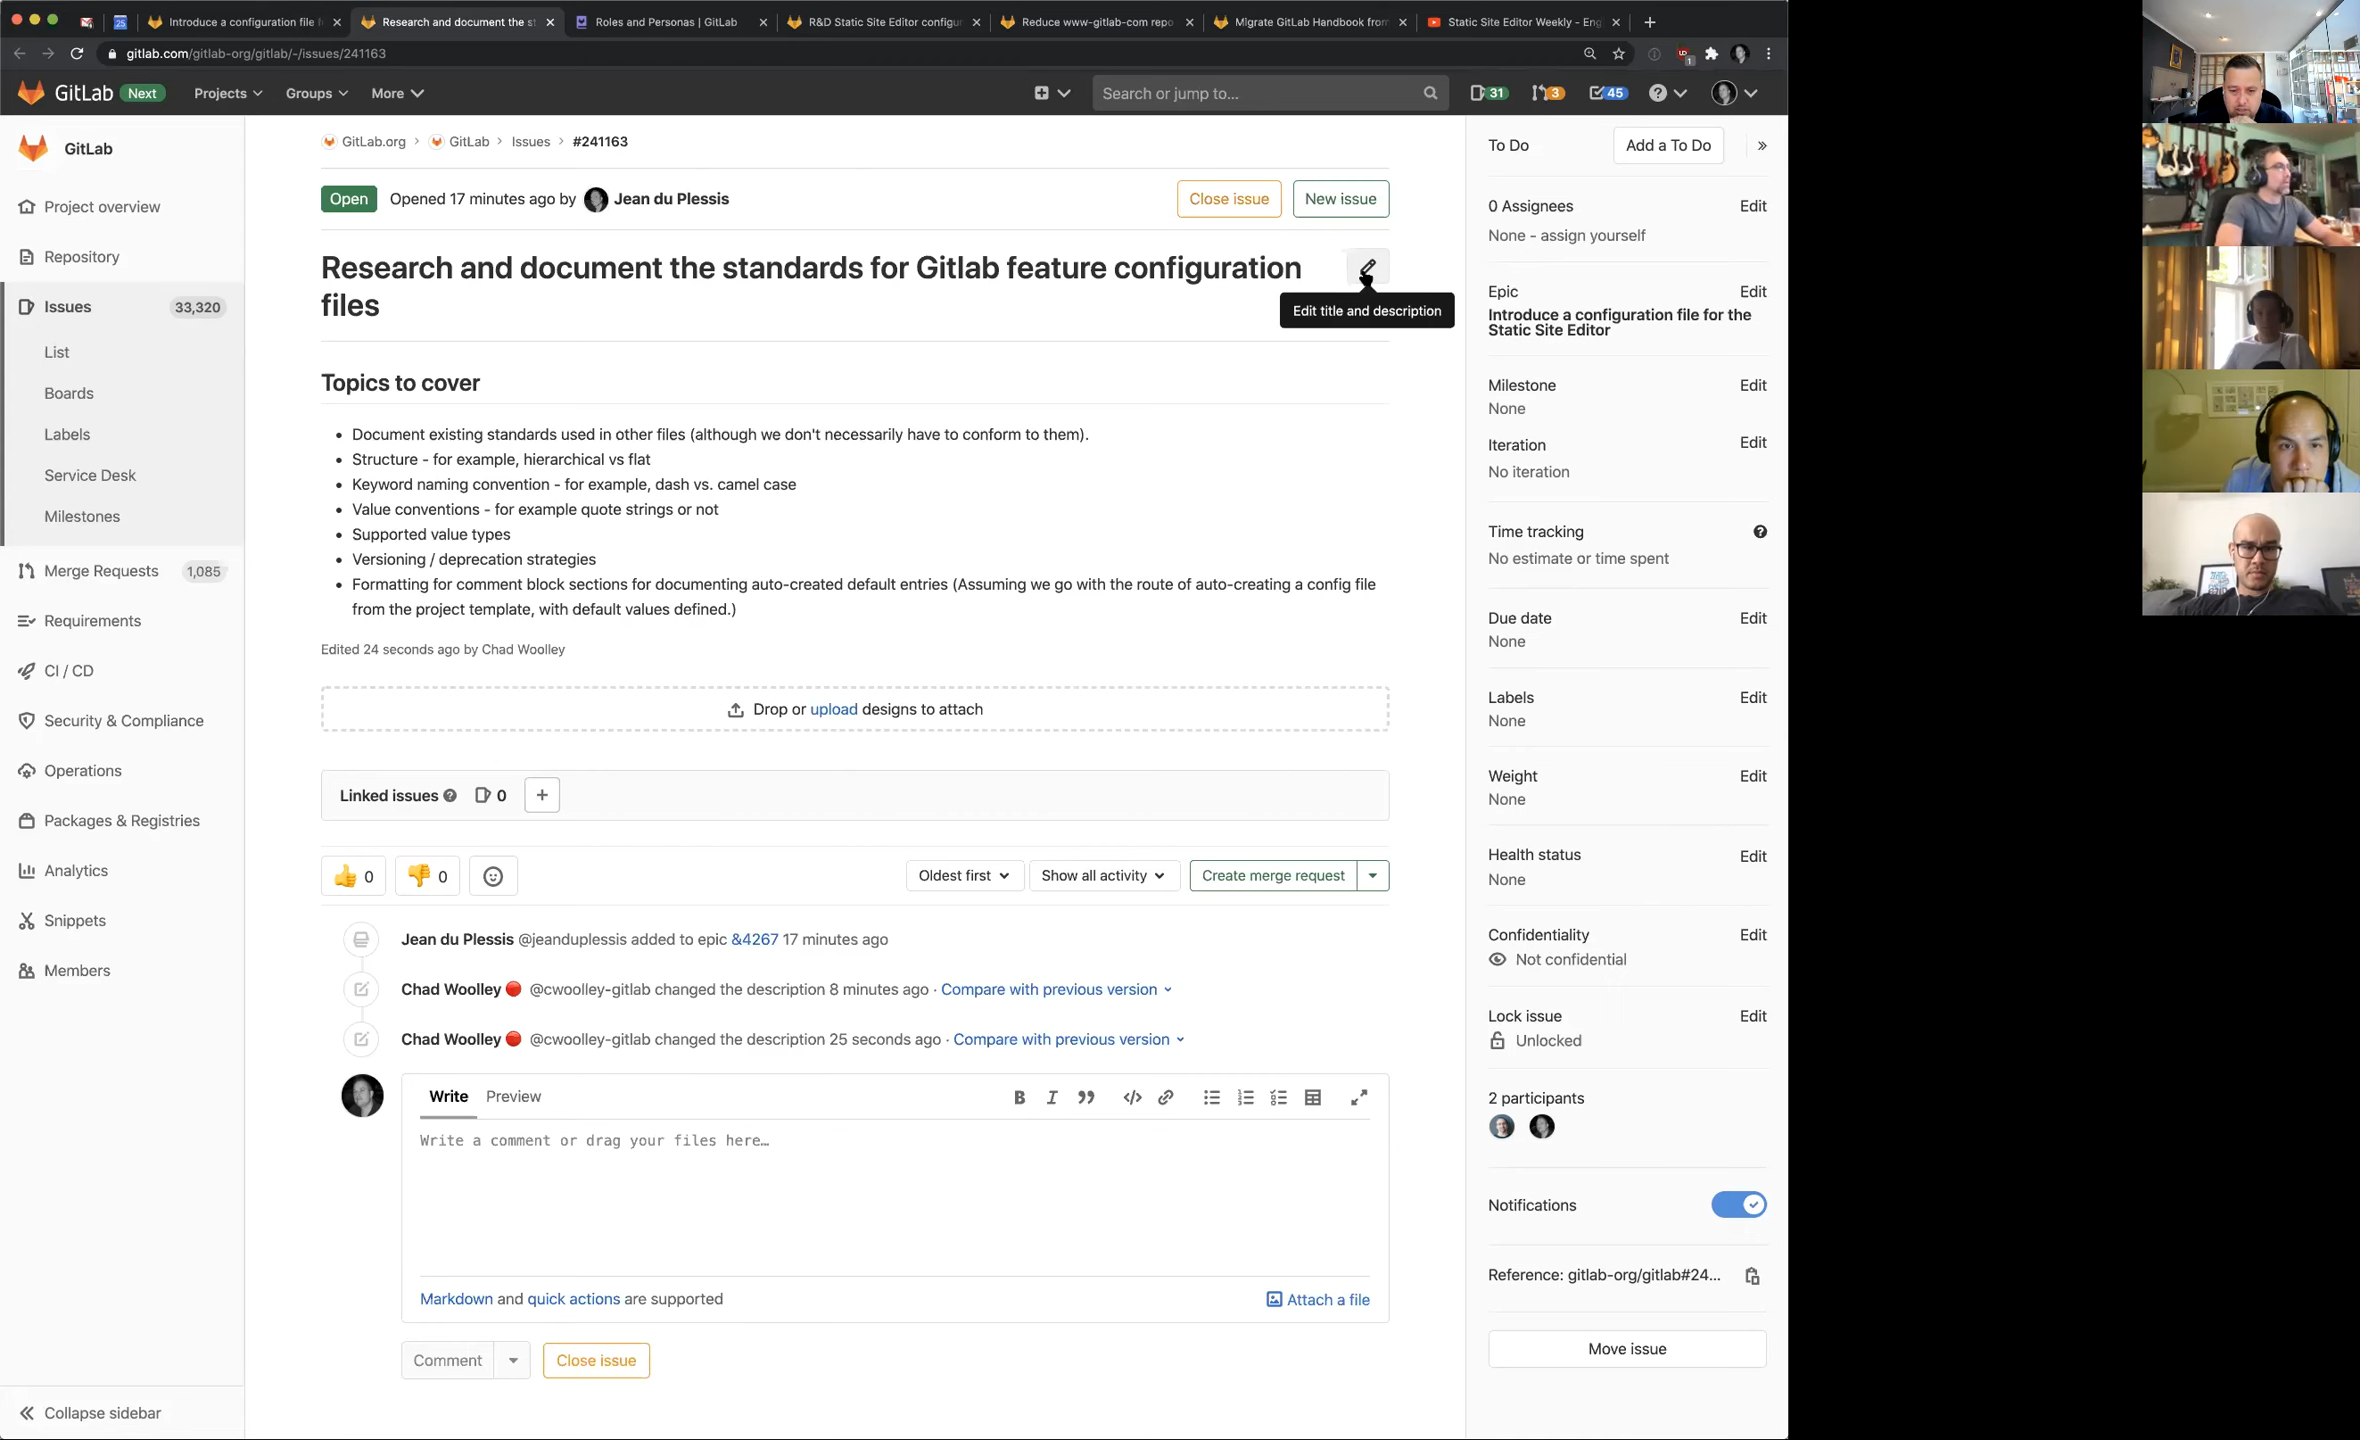 Introduce a configuration file f
Research and document the st
Roles and Personas | GitLab
R&D Static Site Editor configur
Reduce www-gitlab-com repo
Migrate GitLab Handbook from
Static Site Editor Weekly - Eng
gitlab.com/gitlab-org/gitlab/-/issues/241163
GitLab Next Projects Groups More Search or jump to... 31 3 45
GitLab
Project overview
Repository
Issues 33,320
List
Boards
Labels
Service Desk
Milestones
Merge Requests 1,085
Requirements
CI / CD
Security & Compliance
Operations
Packages & Registries
Analytics
Snippets
Members
Collapse sidebar
GitLab.org > GitLab > Issues > #241163
Open Opened 17 minutes ago by Jean du Plessis Close issue New issue
Research and document the standards for Gitlab feature configuration
files
Edit title and description
Topics to cover
• Document existing standards used in other files (although we don't necessarily have to conform to them).
• Structure - for example, hierarchical vs flat
• Keyword naming convention - for example, dash vs. camel case
• Value conventions - for example quote strings or not
• Supported value types
• Versioning / deprecation strategies
• Formatting for comment block sections for documenting auto-created default entries (Assuming we go with the route of auto-creating a config file
from the project template, with default values defined.)
Edited 24 seconds ago by Chad Woolley
Drop or upload designs to attach
Linked issues 0
0 0 Oldest first Show all activity Create merge request
Jean du Plessis @jeanduplessis added to epic &4267 17 minutes ago
Chad Woolley @cwoolley-gitlab changed the description 8 minutes ago · Compare with previous version
Chad Woolley @cwoolley-gitlab changed the description 25 seconds ago · Compare with previous version
Write Preview
Write a comment or drag your files here…
Markdown and quick actions are supported Attach a file
Comment Close issue
To Do Add a To Do
0 Assignees Edit
None - assign yourself
Epic Edit
Introduce a configuration file for the
Static Site Editor
Milestone Edit
None
Iteration Edit
No iteration
Time tracking
No estimate or time spent
Due date Edit
None
Labels Edit
None
Weight Edit
None
Health status Edit
None
Confidentiality Edit
Not confidential
Lock issue Edit
Unlocked
2 participants
Notifications
Reference: gitlab-org/gitlab#24...
Move issue